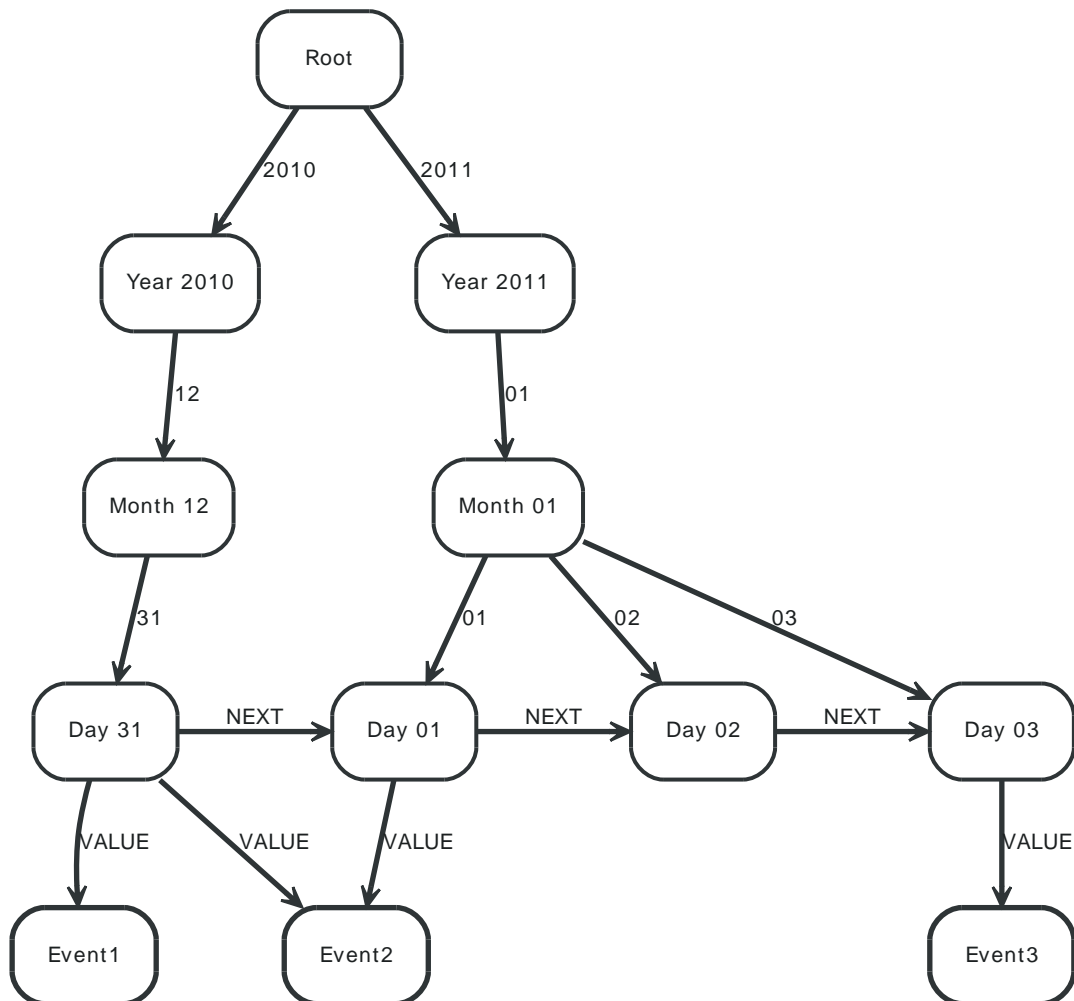 Root
2010
2011
Year 2010
Year 2011
12
01
Month 12
Month 01
31
01
02
03
Day 31
NEXT
Day 01
NEXT
Day 02
NEXT
Day 03
VALUE
VALUE
VALUE
VALUE
Event1
Event2
Event3